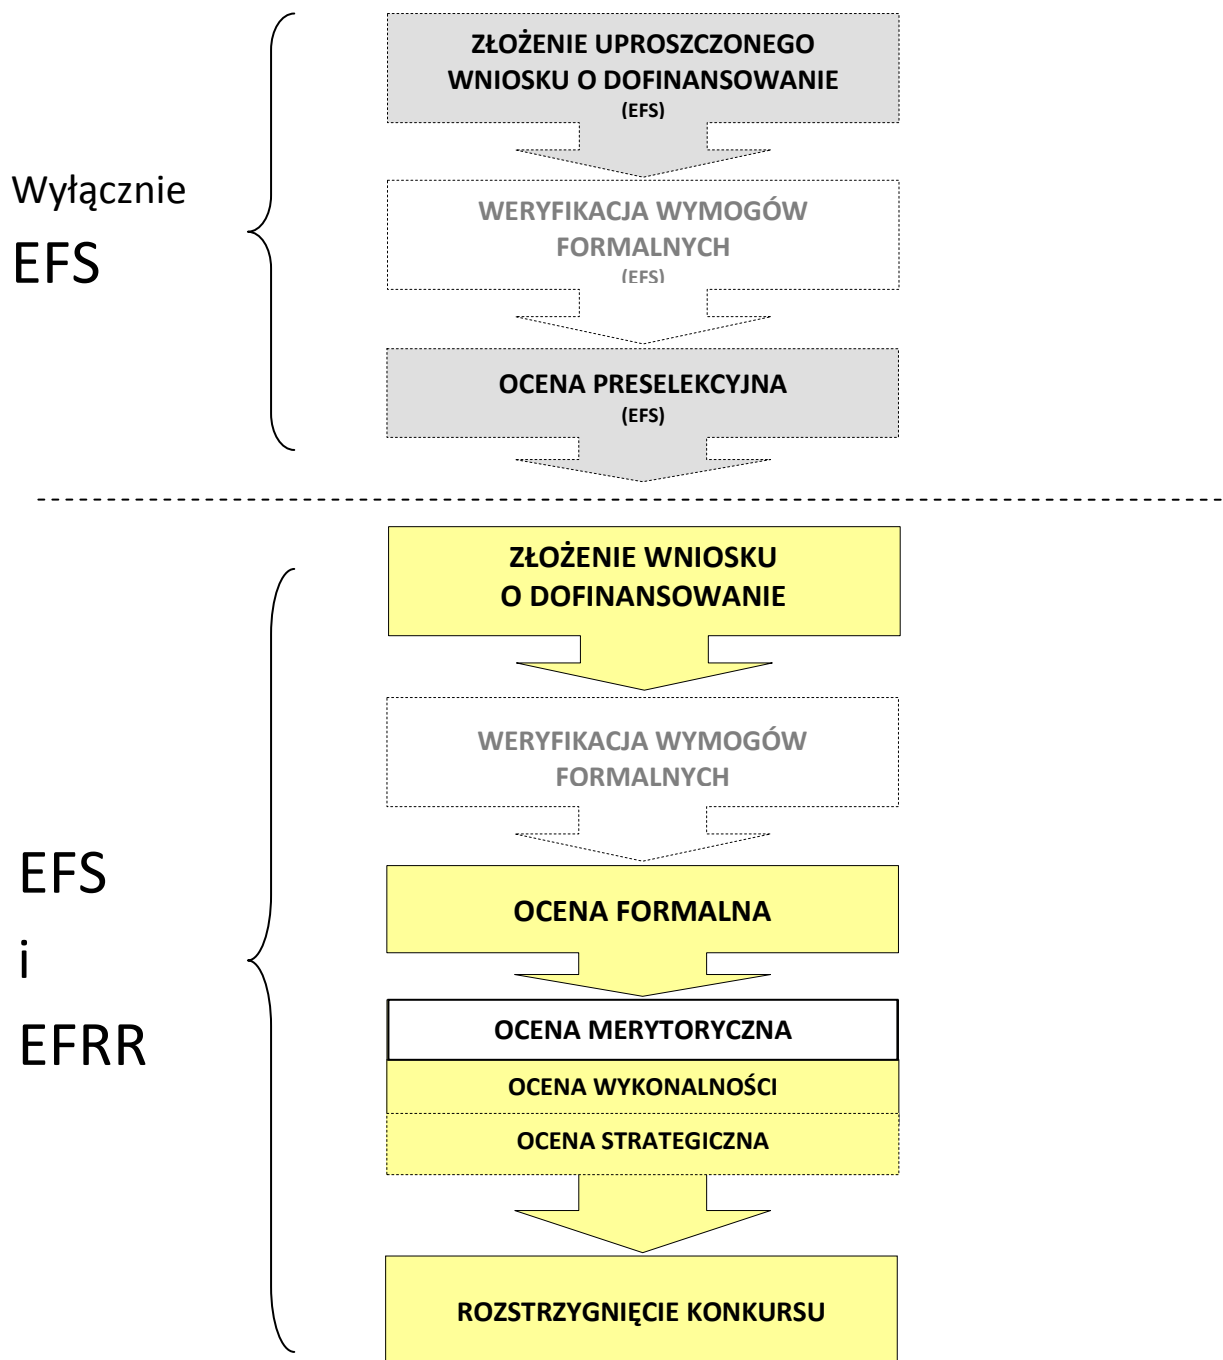 ZŁOŻENIE UPROSZCZONEGO
WNIOSKU O DOFINANSOWANIE
(EFS)
Wyłącznie
EFS
WERYFIKACJA WYMOGÓW
FORMALNYCH
(EFS)
OCENA PRESELEKCYJNA
(EFS)
ZŁOŻENIE WNIOSKU
O DOFINANSOWANIE
WERYFIKACJA WYMOGÓW
FORMALNYCH
EFS
i
EFRR
OCENA FORMALNA
OCENA MERYTORYCZNA
OCENA WYKONALNOŚCI
OCENA STRATEGICZNA
ROZSTRZYGNIĘCIE KONKURSU